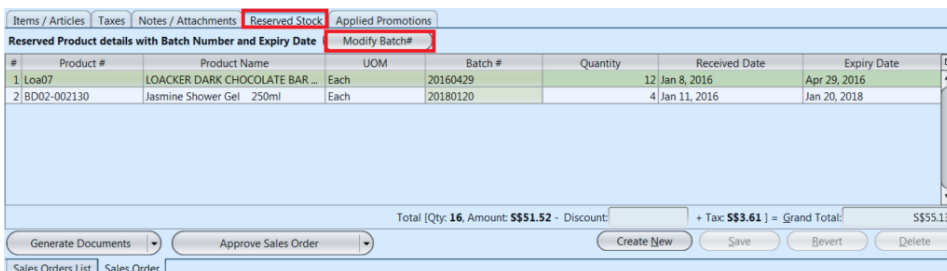 Items / Articles Taxes Notes / Attachments Reserved Stock Applied Promotions
Reserved Product details with Batch Number and Expiry Date Modify Batch#
# Product # Product Name UOM Batch # Quantity Received Date Expiry Date
1 Loa07 LOACKER DARK CHOCOLATE BAR ... Each 20160429 12 Jan 8, 2016 Apr 29, 2016
2 BD02-002130 Jasmine Shower Gel 250ml Each 20180120 4 Jan 11, 2016 Jan 20, 2018
Total [Qty: 16, Amount: S$51.52 - Discount: + Tax: S$3.61 ] = Grand Total: S$55.13
Generate Documents Approve Sales Order Create New Save Revert Delete
Sales Orders List Sales Order